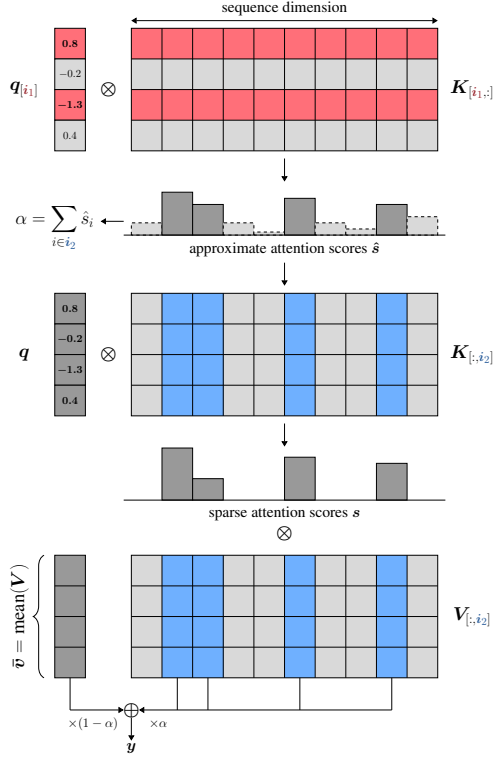 sequence dimension
0.8
−0.2
−1.3
0.4
q[i₁]
⊗
K[i₁,:]
α = ∑ i∈i₂ ŝᵢ
approximate attention scores ŝ
0.8
−0.2
−1.3
0.4
q
⊗
K[:,i₂]
sparse attention scores s
⊗
v̄ = mean(V)
V[:,i₂]
×(1 − α)
⊕
×α
y